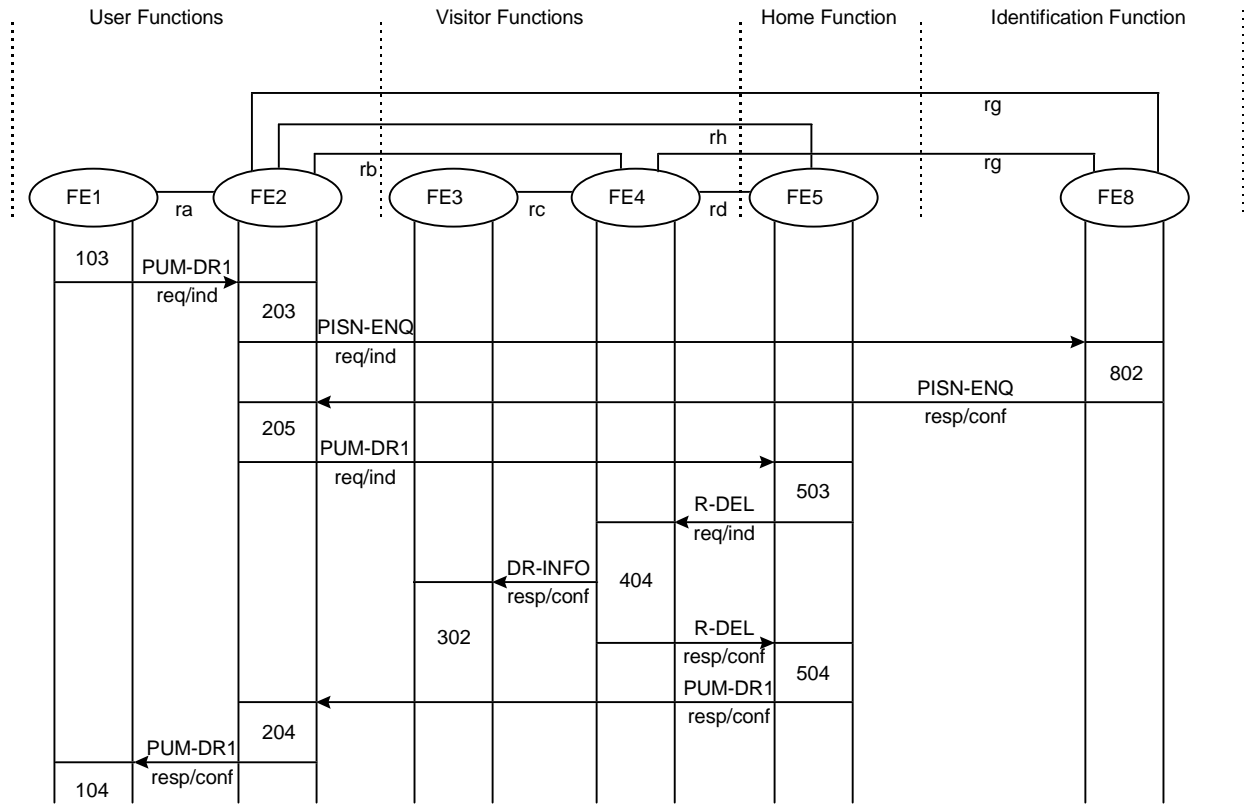 User Functions
Visitor Functions
Home Function
Identification Function
rg
rh
rb
rg
FE1
ra
FE2
FE3
rc
FE4
rd
FE5
FE8
103
PUM-DR1
req/ind
203
PISN-ENQ
req/ind
802
PISN-ENQ
resp/conf
205
PUM-DR1
req/ind
503
R-DEL
req/ind
DR-INFO
resp/conf
404
302
R-DEL
resp/conf
504
PUM-DR1
resp/conf
204
PUM-DR1
resp/conf
104